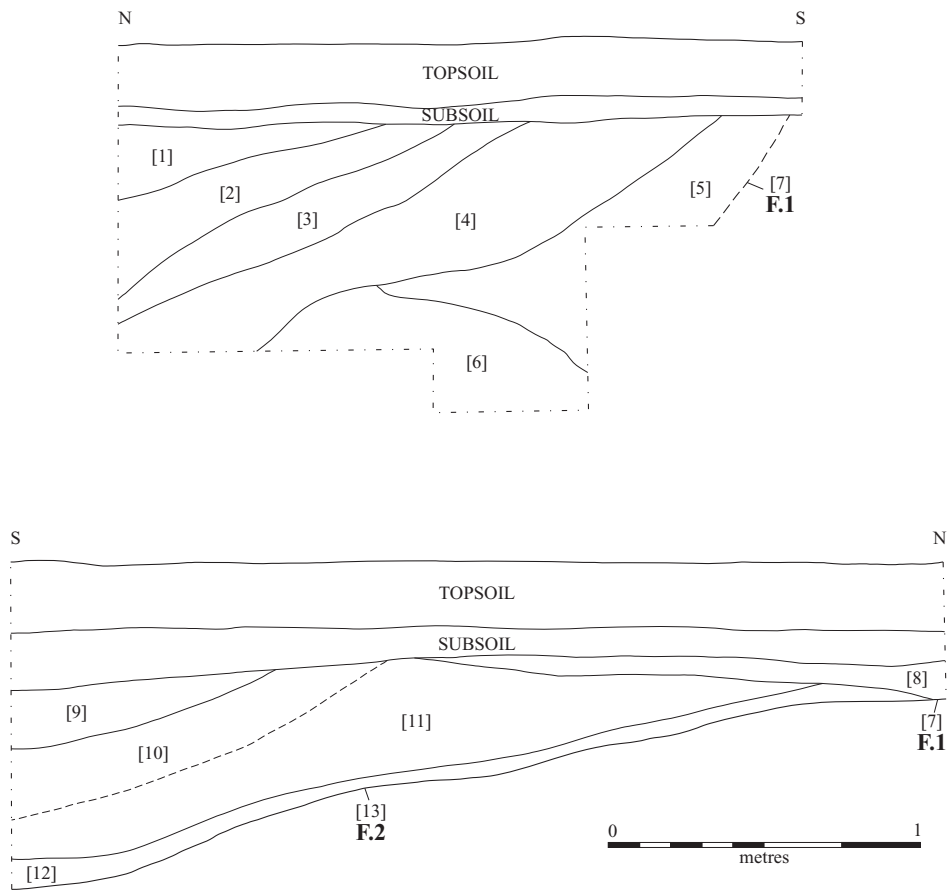 N S
TOPSOIL
SUBSOIL
[1]
[2]
[3]
[4]
[5]
[7]
F.1
[6]
S N
TOPSOIL
SUBSOIL
[8]
[9]
[10]
[11]
[7]
F.1
[13]
F.2
[12]
0 1
metres